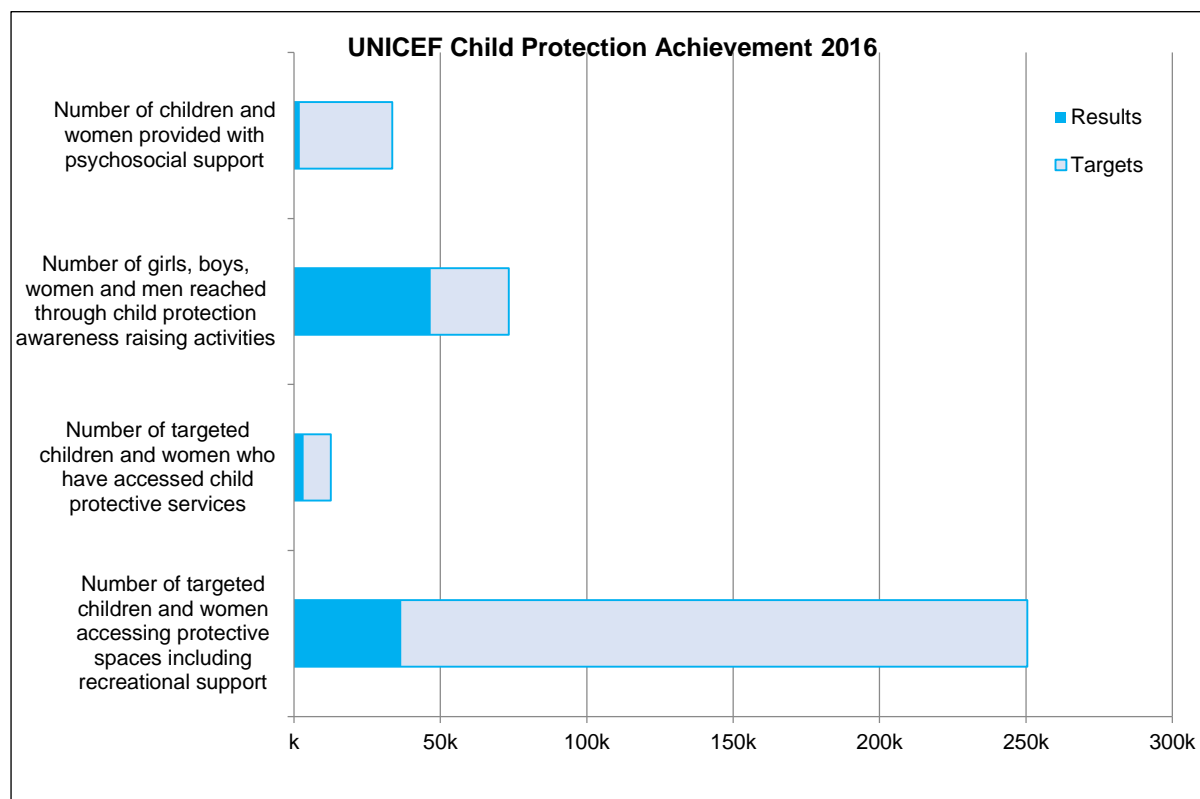 UNICEF Child Protection Achievement 2016
Number of children and
women provided with
psychosocial support
Number of girls, boys,
women and men reached
through child protection
awareness raising activities
Number of targeted
children and women who
have accessed child
protective services
Number of targeted
children and women
accessing protective
spaces including
recreational support
Results
Targets
k 50k 100k 150k 200k 250k 300k